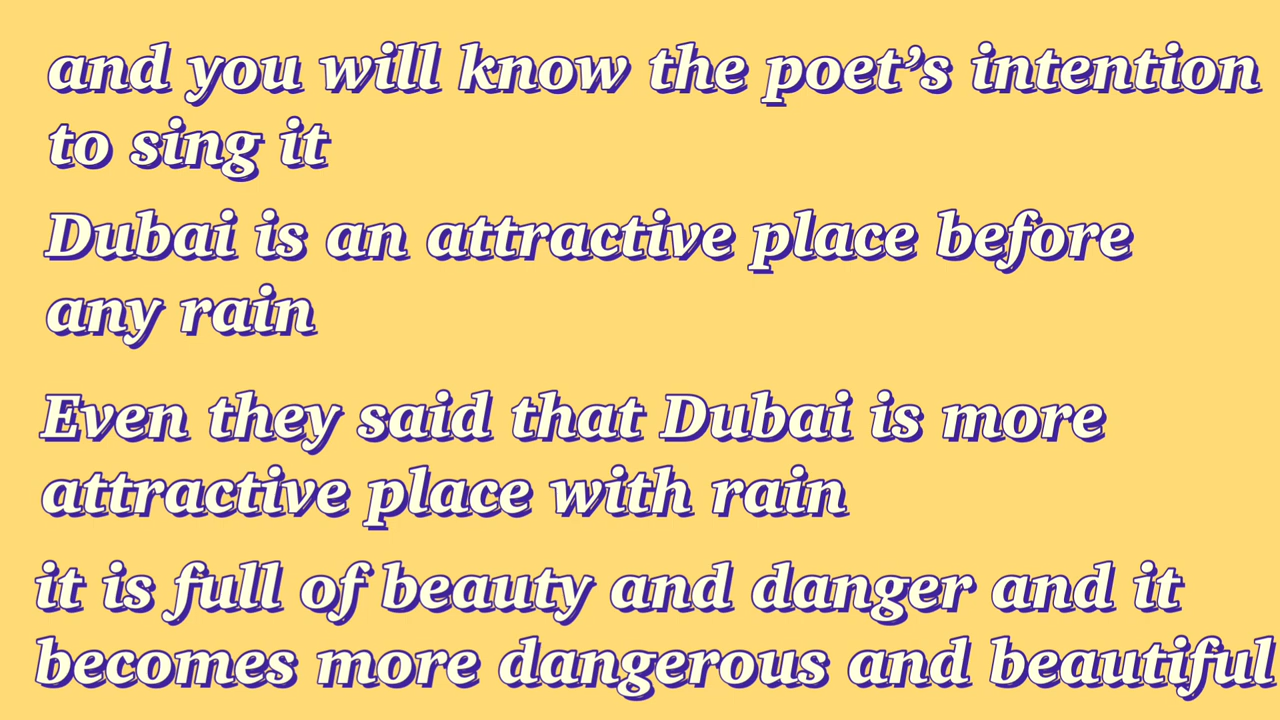 and you will know the poet’s intention
to sing it
Dubai is an attractive place before
any rain
Even they said that Dubai is more
attractive place with rain
it is full of beauty and danger and it
becomes more dangerous and beautiful